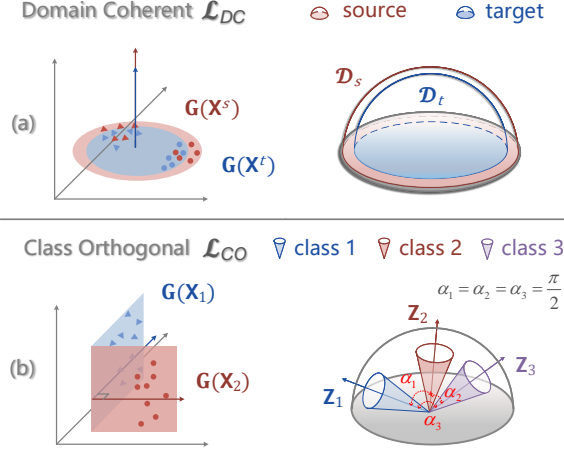 Domain Coherent 𝓛_DC source target
(a)
G(X^s)
G(X^t)
𝓓_s
𝓓_t
Class Orthogonal 𝓛_CO class 1 class 2 class 3
(b)
G(X_1)
G(X_2)
α_1 = α_2 = α_3 = π/2
Z_2
Z_1
Z_3
α_1
α_2
α_3